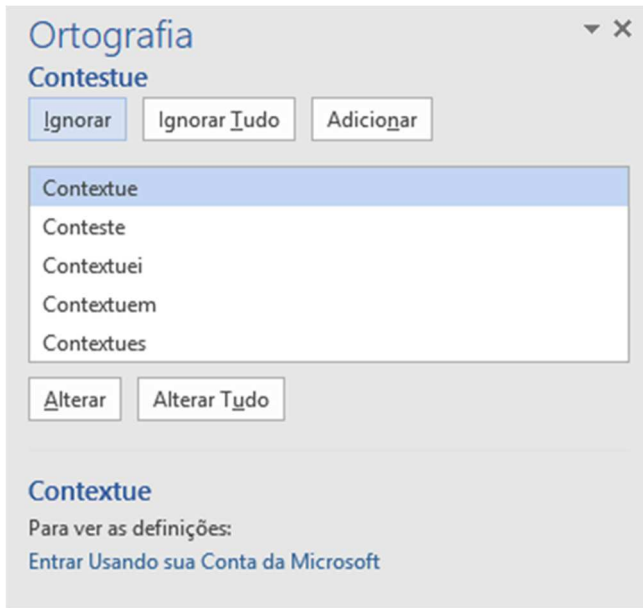 Ortografia
Contestue
Ignorar Ignorar Tudo Adicionar
Contextue
Conteste
Contextuei
Contextuem
Contextues
Alterar Alterar Tudo
Contextue
Para ver as definições:
Entrar Usando sua Conta da Microsoft